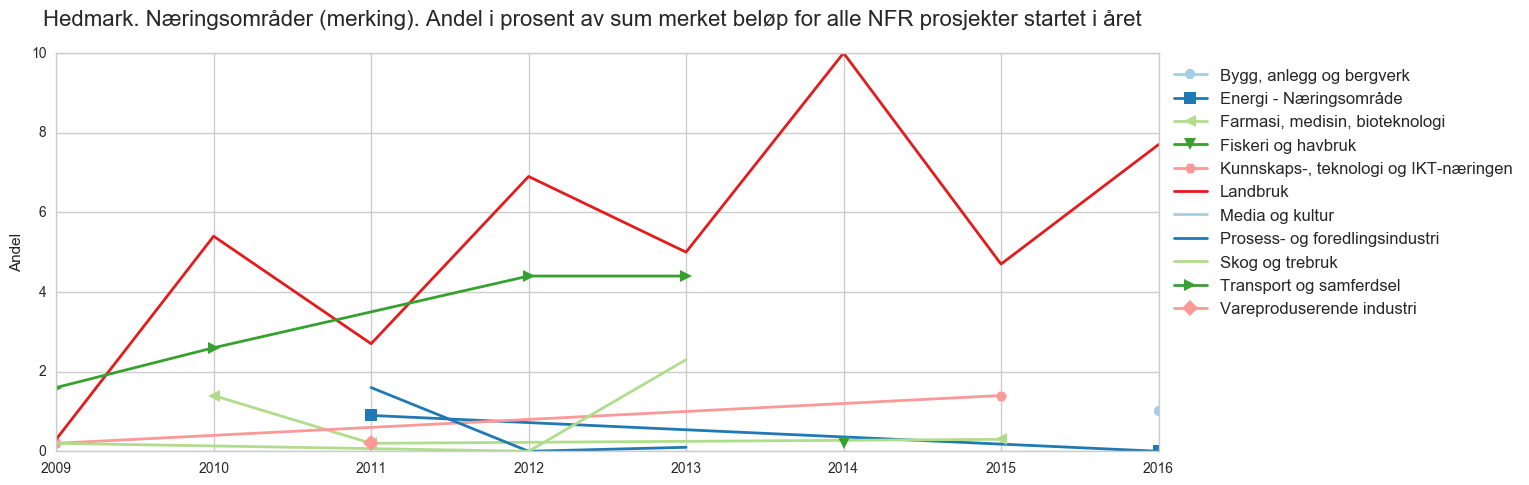 Hedmark. Næringsområder (merking). Andel i prosent av sum merket beløp for alle NFR prosjekter startet i året
10
8
6
4
2
0
Andel
2009 2010 2011 2012 2013 2014 2015 2016
Bygg, anlegg og bergverk
Energi - Næringsområde
Farmasi, medisin, bioteknologi
Fiskeri og havbruk
Kunnskaps-, teknologi og IKT-næringen
Landbruk
Media og kultur
Prosess- og foredlingsindustri
Skog og trebruk
Transport og samferdsel
Vareproduserende industri